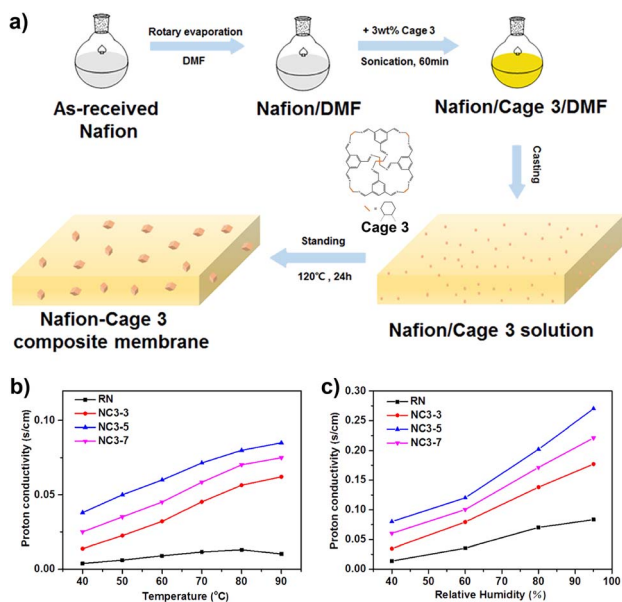 a)
Rotary evaporation
DMF
+ 3wt% Cage 3
Sonication, 60min
As-received
Nafion
Nafion/DMF
Nafion/Cage 3/DMF
Casting
Cage 3
Standing
120℃ , 24h
Nafion-Cage 3
composite membrane
Nafion/Cage 3 solution
b)
RN
NC3-3
NC3-5
NC3-7
Proton conductivity (s/cm)
0.10
0.05
0.00
40 50 60 70 80 90
Temperature (°C)
c)
RN
NC3-3
NC3-5
NC3-7
Proton conductivity (s/cm)
0.30
0.25
0.20
0.15
0.10
0.05
0.00
40 50 60 70 80 90 100
Relative Humidity (%)